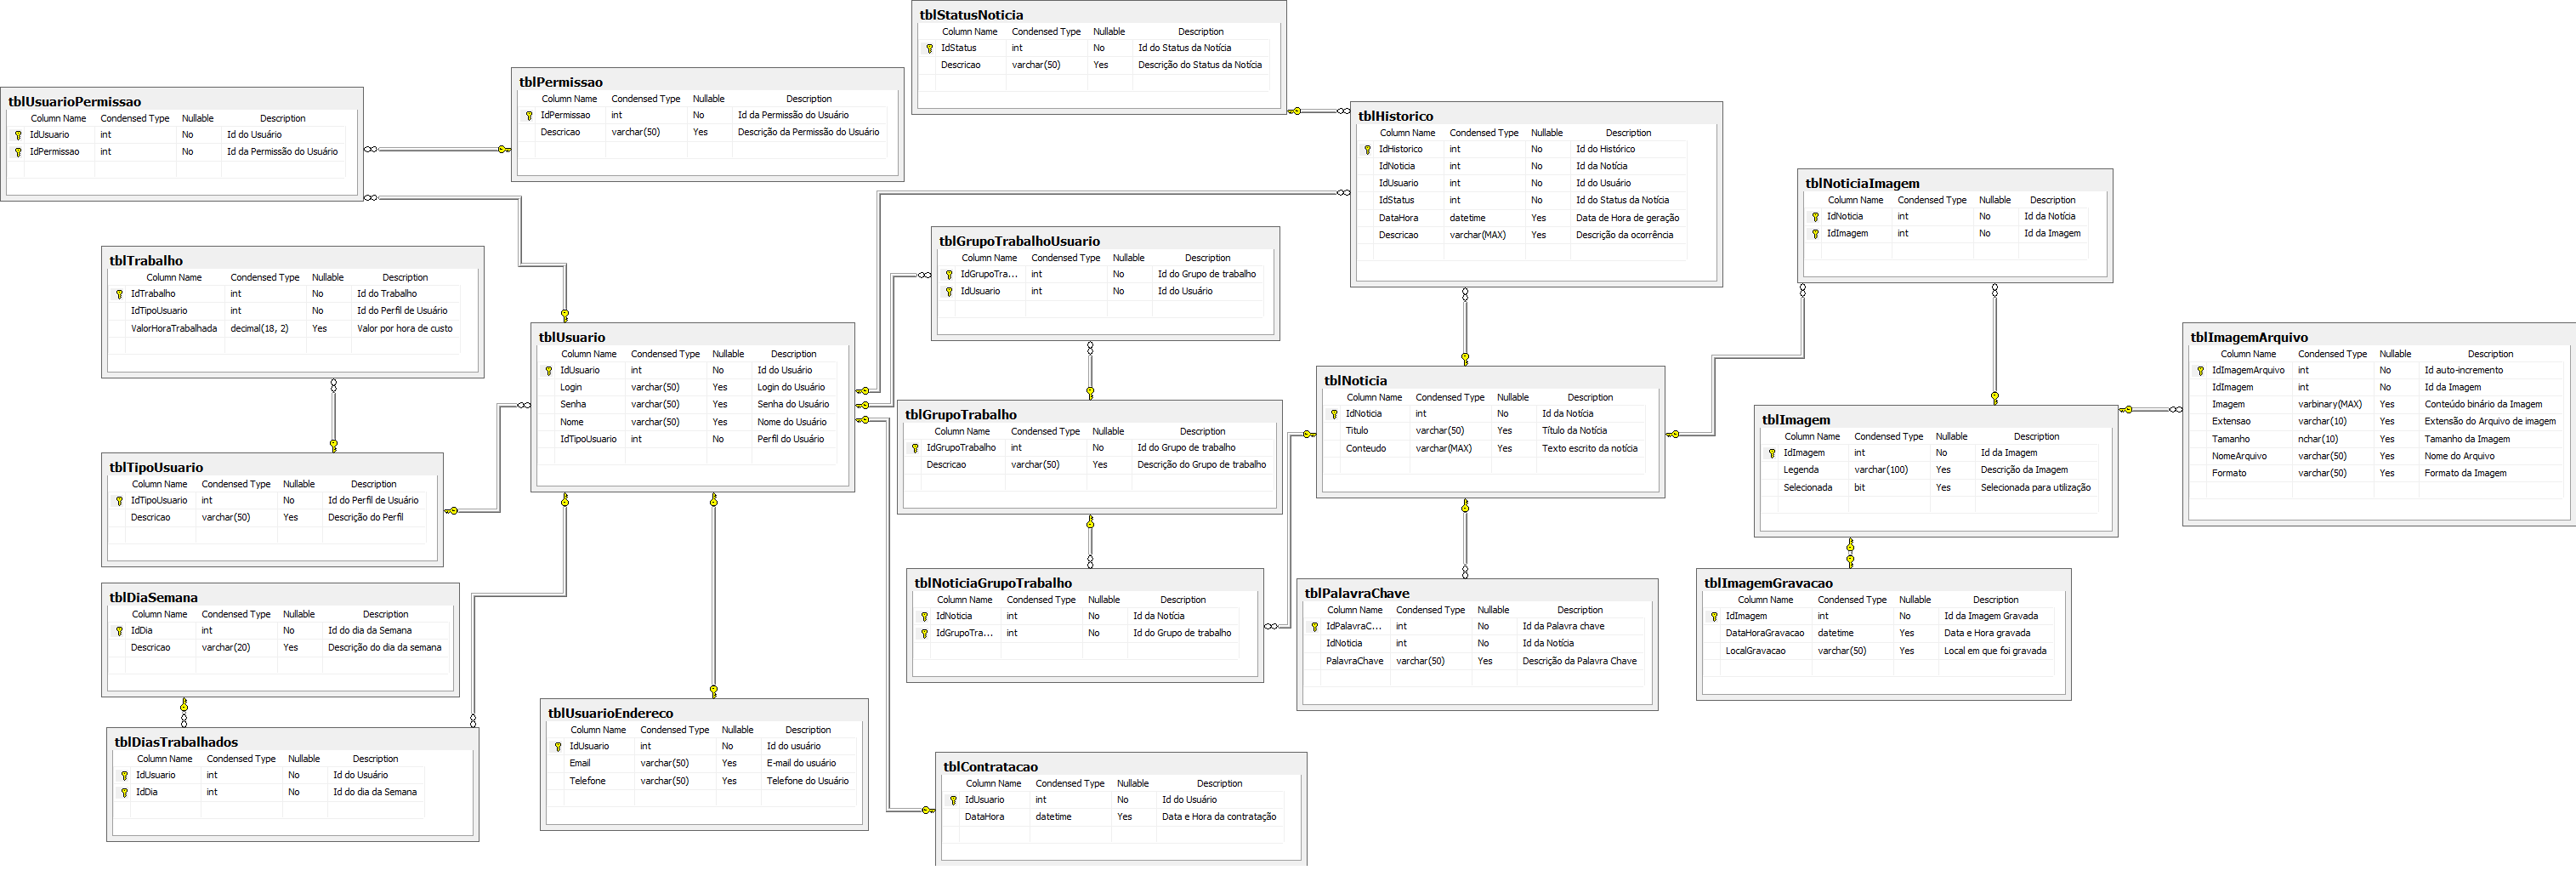 tblStatusNoticia
Column Name Condensed Type Nullable Description
IdStatus int No Id do Status da Notícia
Descricao varchar(50) Yes Descrição do Status da Notícia
tblPermissao
Column Name Condensed Type Nullable Description
IdPermissao int No Id da Permissão do Usuário
Descricao varchar(50) Yes Descrição da Permissão do Usuário
tblUsuarioPermissao
Column Name Condensed Type Nullable Description
IdUsuario int No Id do Usuário
IdPermissao int No Id da Permissão do Usuário
tblHistorico
Column Name Condensed Type Nullable Description
IdHistorico int No Id do Histórico
IdNoticia int No Id da Notícia
IdUsuario int No Id do Usuário
IdStatus int No Id do Status da Notícia
DataHora datetime Yes Data de Hora de geração
Descricao varchar(MAX) Yes Descrição da ocorrência
tblNoticiaImagem
Column Name Condensed Type Nullable Description
IdNoticia int No Id da Notícia
IdImagem int No Id da Imagem
tblGrupoTrabalhoUsuario
Column Name Condensed Type Nullable Description
IdGrupoTra... int No Id do Grupo de trabalho
IdUsuario int No Id do Usuário
tblTrabalho
Column Name Condensed Type Nullable Description
IdTrabalho int No Id do Trabalho
IdTipoUsuario int No Id do Perfil de Usuário
ValorHoraTrabalhada decimal(18, 2) Yes Valor por hora de custo
tblUsuario
Column Name Condensed Type Nullable Description
IdUsuario int No Id do Usuário
Login varchar(50) Yes Login do Usuário
Senha varchar(50) Yes Senha do Usuário
Nome varchar(50) Yes Nome do Usuário
IdTipoUsuario int No Perfil do Usuário
tblImagemArquivo
Column Name Condensed Type Nullable Description
IdImagemArquivo int No Id auto-incremento
IdImagem int No Id da Imagem
Imagem varbinary(MAX) Yes Conteúdo binário da Imagem
Extensao varchar(10) Yes Extensão do Arquivo de imagem
Tamanho nchar(10) Yes Tamanho da Imagem
NomeArquivo varchar(50) Yes Nome do Arquivo
Formato varchar(50) Yes Formato da Imagem
tblNoticia
Column Name Condensed Type Nullable Description
IdNoticia int No Id da Notícia
Titulo varchar(50) Yes Título da Notícia
Conteudo varchar(MAX) Yes Texto escrito da notícia
tblGrupoTrabalho
Column Name Condensed Type Nullable Description
IdGrupoTrabalho int No Id do Grupo de trabalho
Descricao varchar(50) Yes Descrição do Grupo de trabalho
tblImagem
Column Name Condensed Type Nullable Description
IdImagem int No Id da Imagem
Legenda varchar(100) Yes Descrição da Imagem
Selecionada bit Yes Selecionada para utilização
tblTipoUsuario
Column Name Condensed Type Nullable Description
IdTipoUsuario int No Id do Perfil de Usuário
Descricao varchar(50) Yes Descrição do Perfil
tblNoticiaGrupoTrabalho
Column Name Condensed Type Nullable Description
IdNoticia int No Id da Notícia
IdGrupoTra... int No Id do Grupo de trabalho
tblPalavraChave
Column Name Condensed Type Nullable Description
IdPalavraC... int No Id da Palavra chave
IdNoticia int No Id da Notícia
PalavraChave varchar(50) Yes Descrição da Palavra Chave
tblImagemGravacao
Column Name Condensed Type Nullable Description
IdImagem int No Id da Imagem Gravada
DataHoraGravacao datetime Yes Data e Hora gravada
LocalGravacao varchar(50) Yes Local em que foi gravada
tblDiaSemana
Column Name Condensed Type Nullable Description
IdDia int No Id do dia da Semana
Descricao varchar(20) Yes Descrição do dia da semana
tblUsuarioEndereco
Column Name Condensed Type Nullable Description
IdUsuario int No Id do usuário
Email varchar(50) Yes E-mail do usuário
Telefone varchar(50) Yes Telefone do Usuário
tblDiasTrabalhados
Column Name Condensed Type Nullable Description
IdUsuario int No Id do Usuário
IdDia int No Id do dia da Semana
tblContratacao
Column Name Condensed Type Nullable Description
IdUsuario int No Id do Usuário
DataHora datetime Yes Data e Hora da contratação